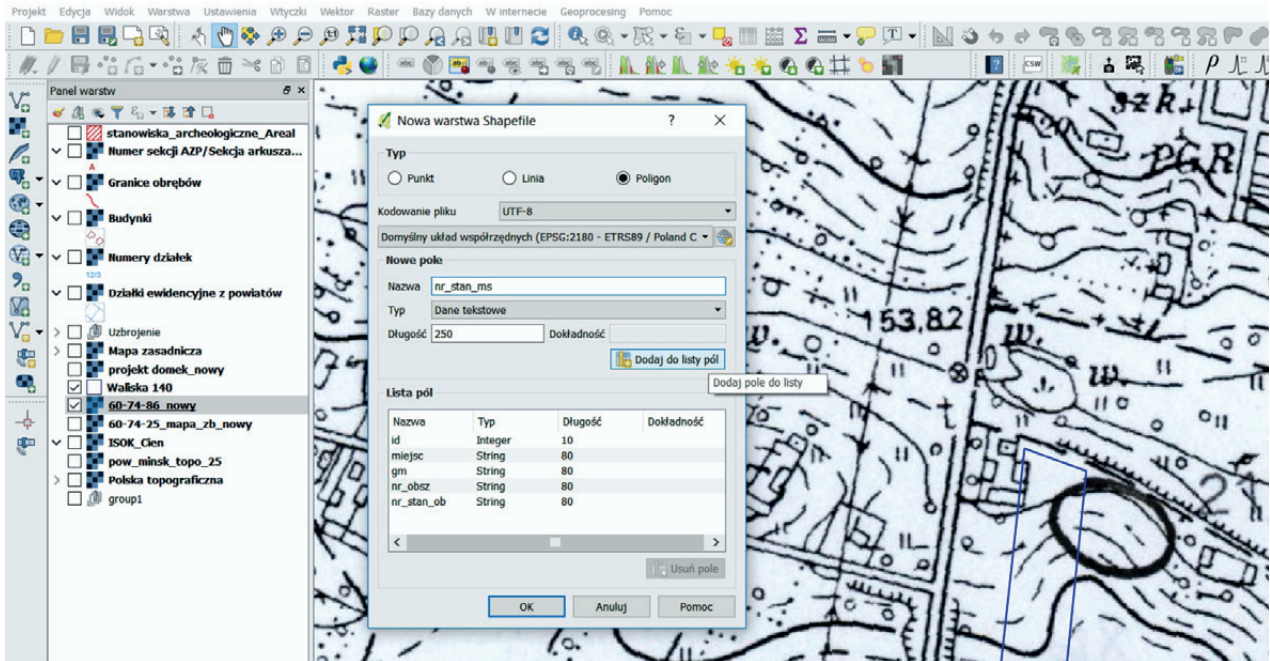 Projekt Edycja Widok Warstwa Ustawienia Wtyczki Wektor Raster Bazy danych W internecie Geoprocesing Pomoc
Panel warstw
stanowiska_archeologiczne_Areal
Numer sekcji AZP/Sekcja arkusza...
A
Granice obrębów
Budynki
Numery działek
12/3
Działki ewidencyjne z powiatów
Uzbrojenie
Mapa zasadnicza
projekt domek_nowy
Waliska 140
60-74-86_nowy
60-74-25_mapa_zb_nowy
ISOK_Cien
pow_minsk_topo_25
Polska topograficzna
group1
Nowa warstwa Shapefile ? ×
Typ
Punkt Linia Poligon
Kodowanie pliku UTF-8
Domyślny układ współrzędnych (EPSG:2180 - ETRS89 / Poland C
Nowe pole
Nazwa nr_stan_ms
Typ Dane tekstowe
Długość 250 Dokładność
Dodaj do listy pól
Dodaj pole do listy
Lista pól
Nazwa Typ Długość Dokładność
id Integer 10
miejsc String 80
gm String 80
nr_obsz String 80
nr_stan_ob String 80
Usuń pole
OK Anuluj Pomoc
CSW
szk.
PGR
153,82
w.
w.
21